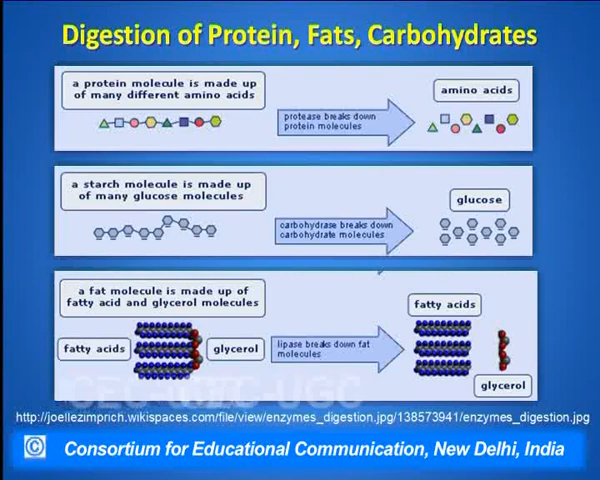 Digestion of Protein, Fats, Carbohydrates
a protein molecule is made up
of many different amino acids
protease breaks down
protein molecules
amino acids
a starch molecule is made up
of many glucose molecules
carbohydrase breaks down
carbohydrate molecules
glucose
a fat molecule is made up of
fatty acid and glycerol molecules
fatty acids
glycerol
lipase breaks down fat
molecules
fatty acids
glycerol
http://joellezimprich.wikispaces.com/file/view/enzymes_digestion.jpg/138573941/enzymes_digestion.jpg
© Consortium for Educational Communication, New Delhi, India